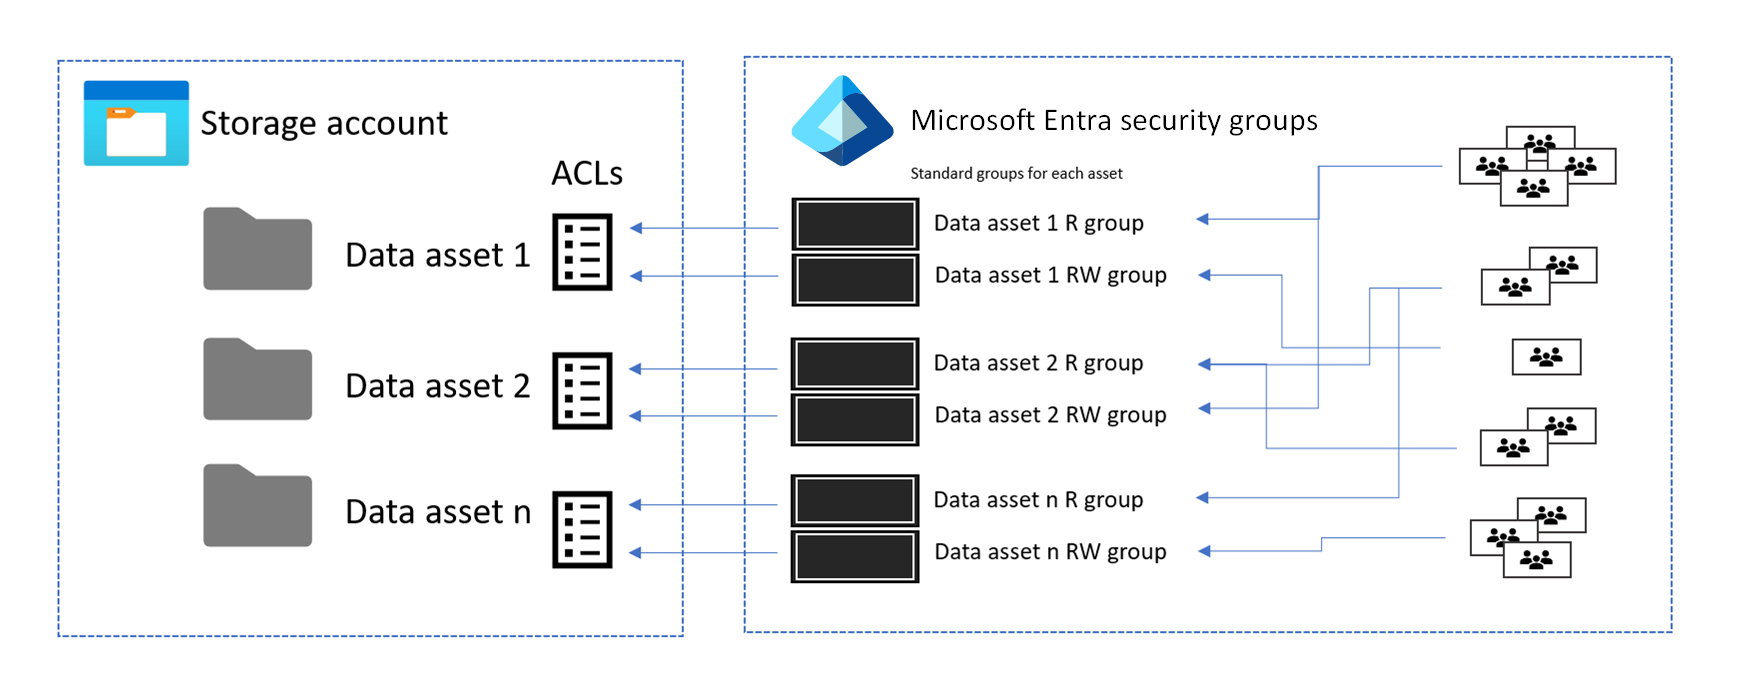 Storage account
ACLs
Data asset 1
Data asset 2
Data asset n
Microsoft Entra security groups
Standard groups for each asset
Data asset 1 R group
Data asset 1 RW group
Data asset 2 R group
Data asset 2 RW group
Data asset n R group
Data asset n RW group